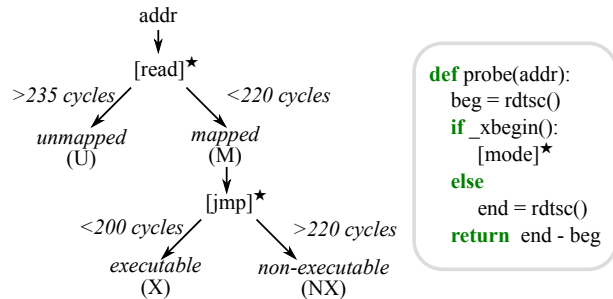 addr
[read]★
>235 cycles
<220 cycles
unmapped
(U)
mapped
(M)
[jmp]★
<200 cycles
>220 cycles
executable
(X)
non-executable
(NX)
def probe(addr):
beg = rdtsc()
if _xbegin():
[mode]★
else
end = rdtsc()
return end - beg